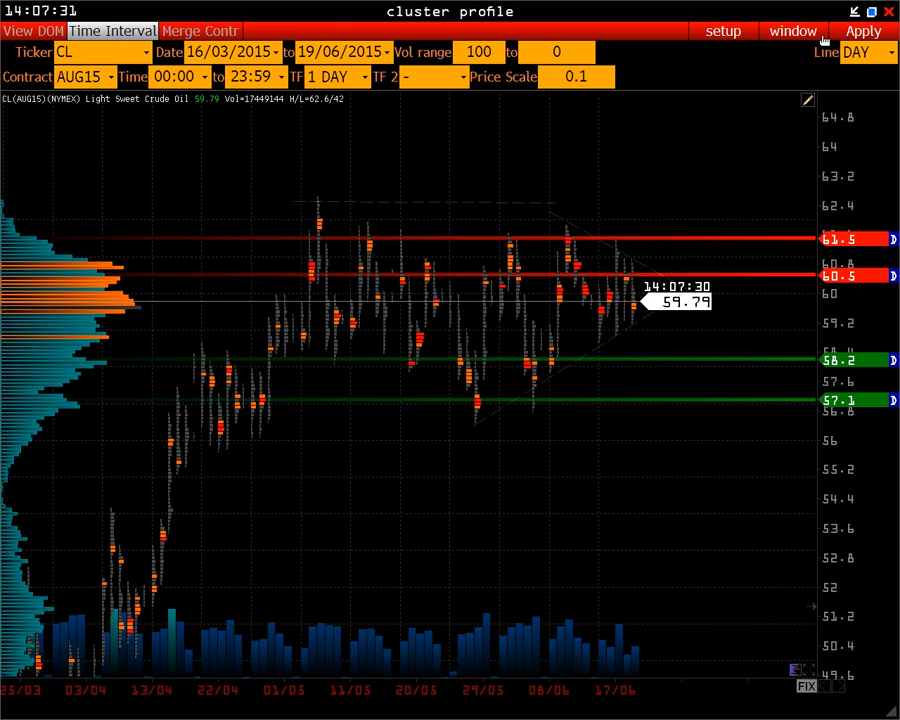 14:07:31 cluster profile
View DOM Time Interval Merge Contr setup window Apply
Ticker CL Date 16/03/2015 to 19/06/2015 Vol range 100 to 0 Line DAY
Contract AUG15 Time 00:00 to 23:59 TF 1 DAY TF 2 - Price Scale 0.1
CL(AUG15)(NYMEX) Light Sweet Crude Oil 59.79 Vol=17449144 H/L=62.6/42
64.8
64
63.2
62.4
61.5 D
60.8
60.5 D
14:07:30
60
59.79
59.2
58.2 D
57.6
57.1 D
56.8
56
55.2
54.4
53.6
52.8
52
51.2
50.4
49.6
FIX
25/03 03/04 13/04 22/04 01/05 11/05 20/05 29/05 08/06 17/06